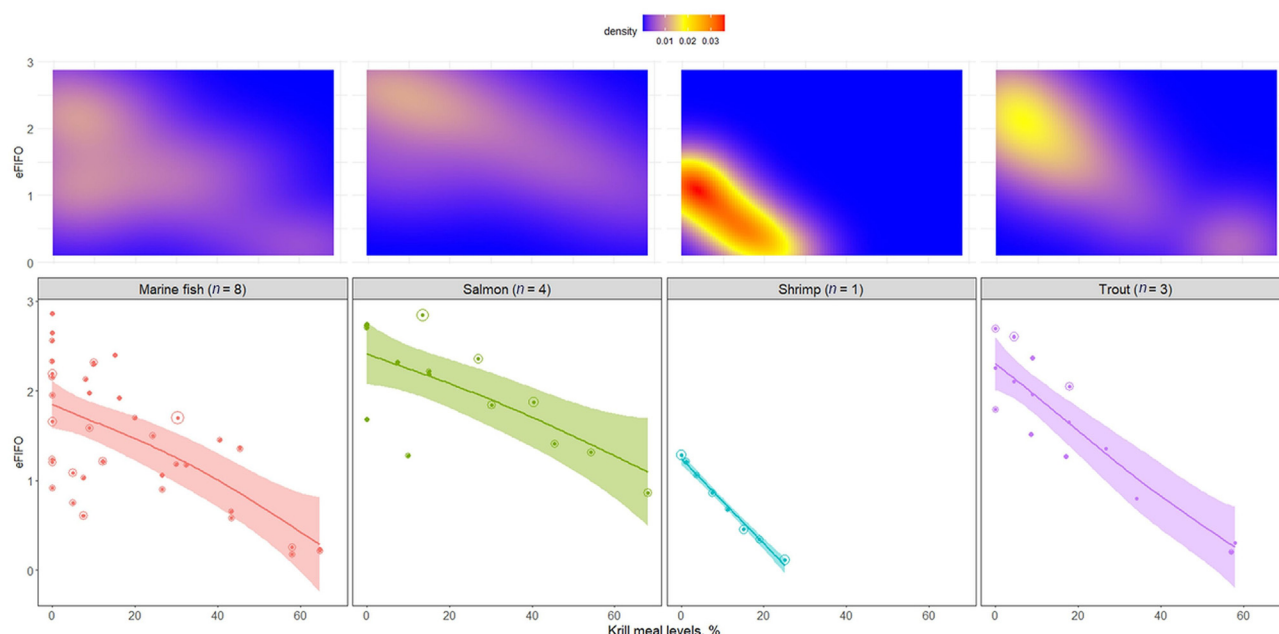 density
0.01 0.02 0.03
3
2
1
0
eFIFO
Marine fish (n = 8) Salmon (n = 4) Shrimp (n = 1) Trout (n = 3)
3
2
1
0
eFIFO
0 20 40 60 0 20 40 60 0 20 40 60 0 20 40 60
Krill meal levels, %